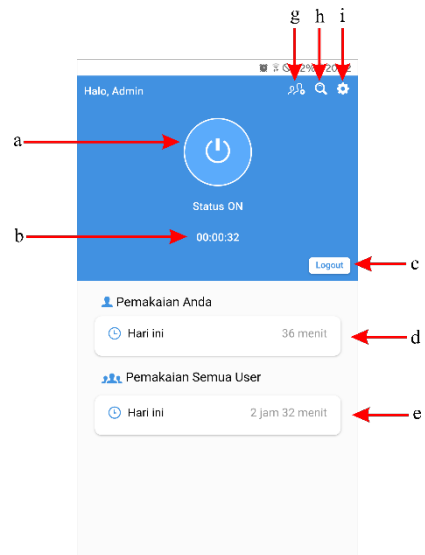 g h i
Halo, Admin
a
Status ON
b
00:00:32
Logout
c
Pemakaian Anda
Hari ini 36 menit
d
Pemakaian Semua User
Hari ini 2 jam 32 menit
e